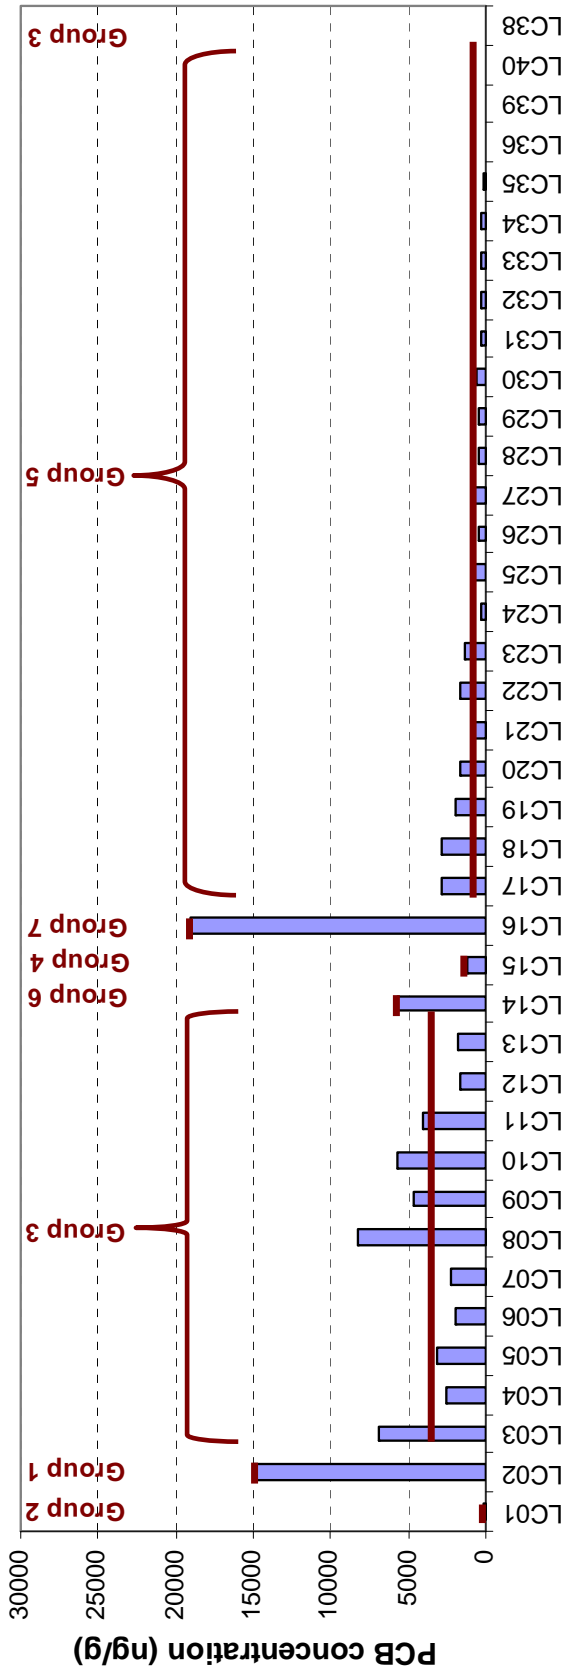 PCB concentration (ng/g)
30000
25000
20000
15000
10000
5000
0
Group 2
Group 1
Group 3
Group 6
Group 4
Group 7
Group 5
Group 3
LC01
LC02
LC03
LC04
LC05
LC06
LC07
LC08
LC09
LC10
LC11
LC12
LC13
LC14
LC15
LC16
LC17
LC18
LC19
LC20
LC21
LC22
LC23
LC24
LC25
LC26
LC27
LC28
LC29
LC30
LC31
LC32
LC33
LC34
LC35
LC36
LC39
LC40
LC38